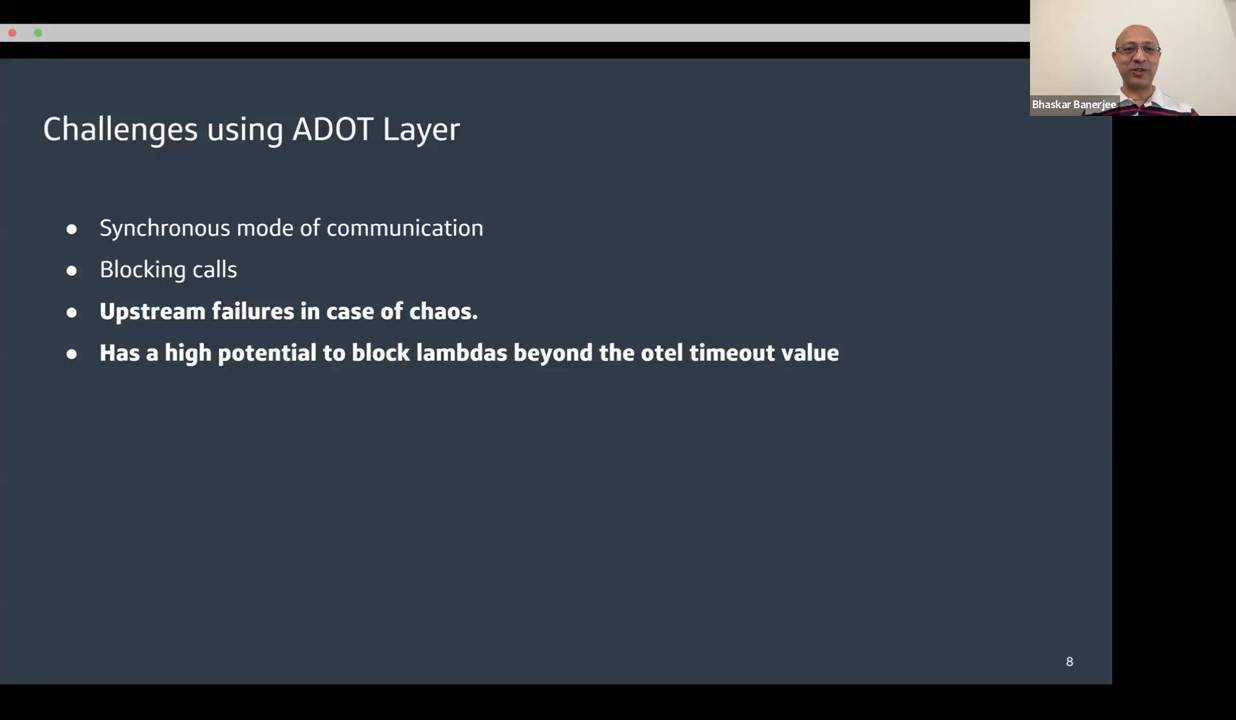 Bhaskar Banerjee
Challenges using ADOT Layer
● Synchronous mode of communication
● Blocking calls
● Upstream failures in case of chaos.
● Has a high potential to block lambdas beyond the otel timeout value
8